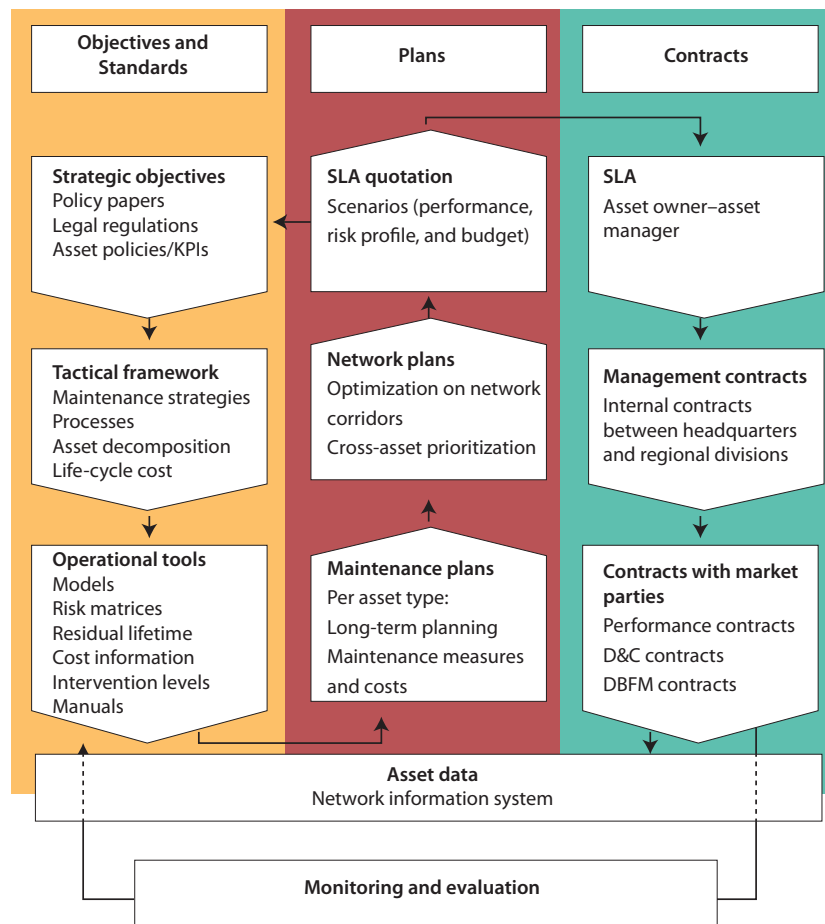 Objectives and
Standards
Plans
Contracts
Strategic objectives
Policy papers
Legal regulations
Asset policies/KPIs
SLA quotation
Scenarios (performance,
risk profile, and budget)
SLA
Asset owner–asset
manager
Tactical framework
Maintenance strategies
Processes
Asset decomposition
Life-cycle cost
Network plans
Optimization on network
corridors
Cross-asset prioritization
Management contracts
Internal contracts
between headquarters
and regional divisions
Operational tools
Models
Risk matrices
Residual lifetime
Cost information
Intervention levels
Manuals
Maintenance plans
Per asset type:
Long-term planning
Maintenance measures
and costs
Contracts with market
parties
Performance contracts
D&C contracts
DBFM contracts
Asset data
Network information system
Monitoring and evaluation